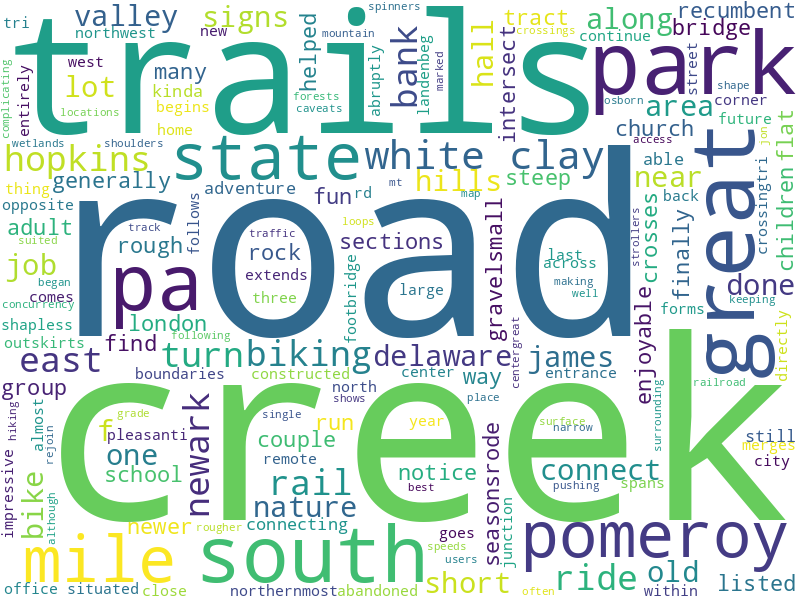 tri
valley
signs
spinners
tract
along
recumbent
northwest
mountain
crossings
continue
bridge
trails
park
new
helped
bank
hall
west
lot
many
kinda
begins
home
entirely
complicating
locations
forests
caveats
abruptly
landenbeg
marked
intersect
street
shape
osborn
corner
area
future
church
access
wetlands
shoulders
hopkins
state
white clay
near
able
jon
flat
generally
adventure
hills
steep
thing
opposite
fun
rd
mt
map
back
children
crossingtri
great
adult
suited
track
rough
follows
traffic
rock
loops
sections
road
strollers
crosses
finally
job
began
comes
pa
extends
three
footbridge
large
last
across
making
well
gravelsmall
done
concurrency
shapless
london
forms
keeping
outskirts
find
following
turn
biking
delaware
james
enjoyable
directly
east
boundaries
constructed
center
way
entrance
centergreat
group
north
shows
place
railroad
creek
newark
grade
single
run
year
surface
narrow
surrounding
hiking
almost
rejoin
f
pleasanti
couple
still
merges
one
school
remote
best
notice
seasonsrode
connect
city
impressive
bike
although
rail
pushing
spans
nature
newer
rougher
connecting
goes
junction
pomeroy
mile
south
speeds
users
old
ride
short
often
within
listed
office
situated
close
northernmost
abandoned